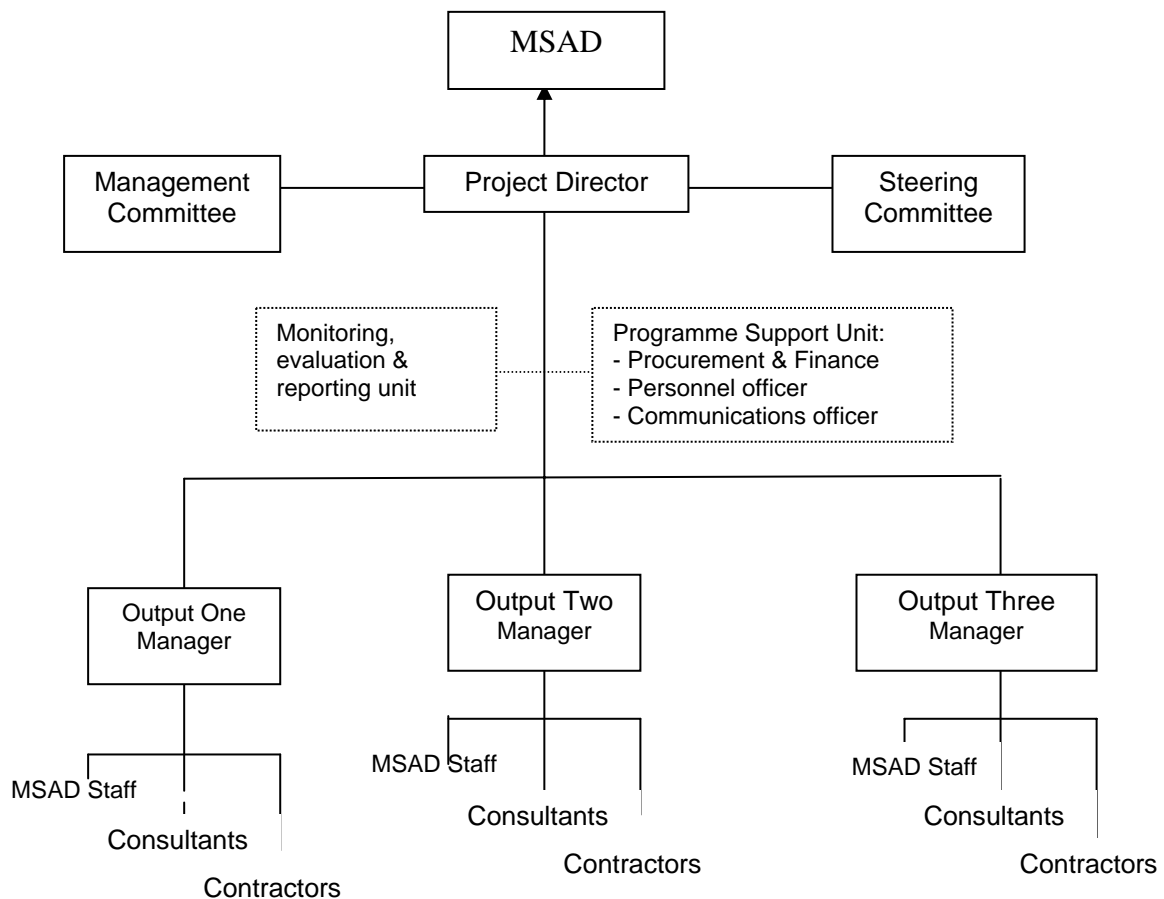 MSAD
Management
Committee
Project Director
Steering
Committee
Monitoring,
evaluation &
reporting unit
Programme Support Unit:
- Procurement & Finance
- Personnel officer
- Communications officer
Output One
Manager
Output Two
Manager
Output Three
Manager
MSAD Staff
Consultants
Contractors
MSAD Staff
Consultants
Contractors
MSAD Staff
Consultants
Contractors